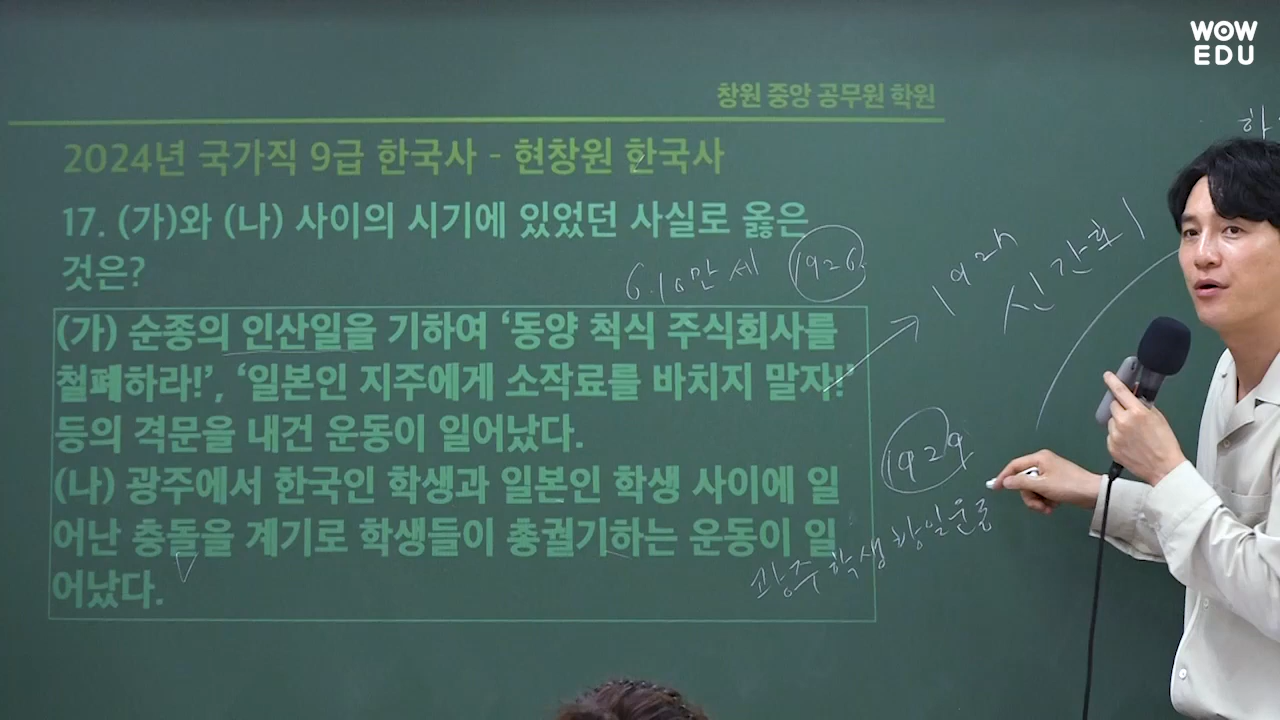 WOW
EDU
창원 중앙 공무원 학원
2024년 국가직 9급 한국사 - 현창원 한국사
17. (가)와 (나) 사이의 시기에 있었던 사실로 옳은
것은?
6.10만세 1926
1927
신간회
(가) 순종의 인산일을 기하여 ‘동양 척식 주식회사를
철폐하라!’, ‘일본인 지주에게 소작료를 바치지 말자!’
등의 격문을 내건 운동이 일어났다.
1929
(나) 광주에서 한국인 학생과 일본인 학생 사이에 일
어난 충돌을 계기로 학생들이 총궐기하는 운동이 일
어났다.
광주 학생 항일운동